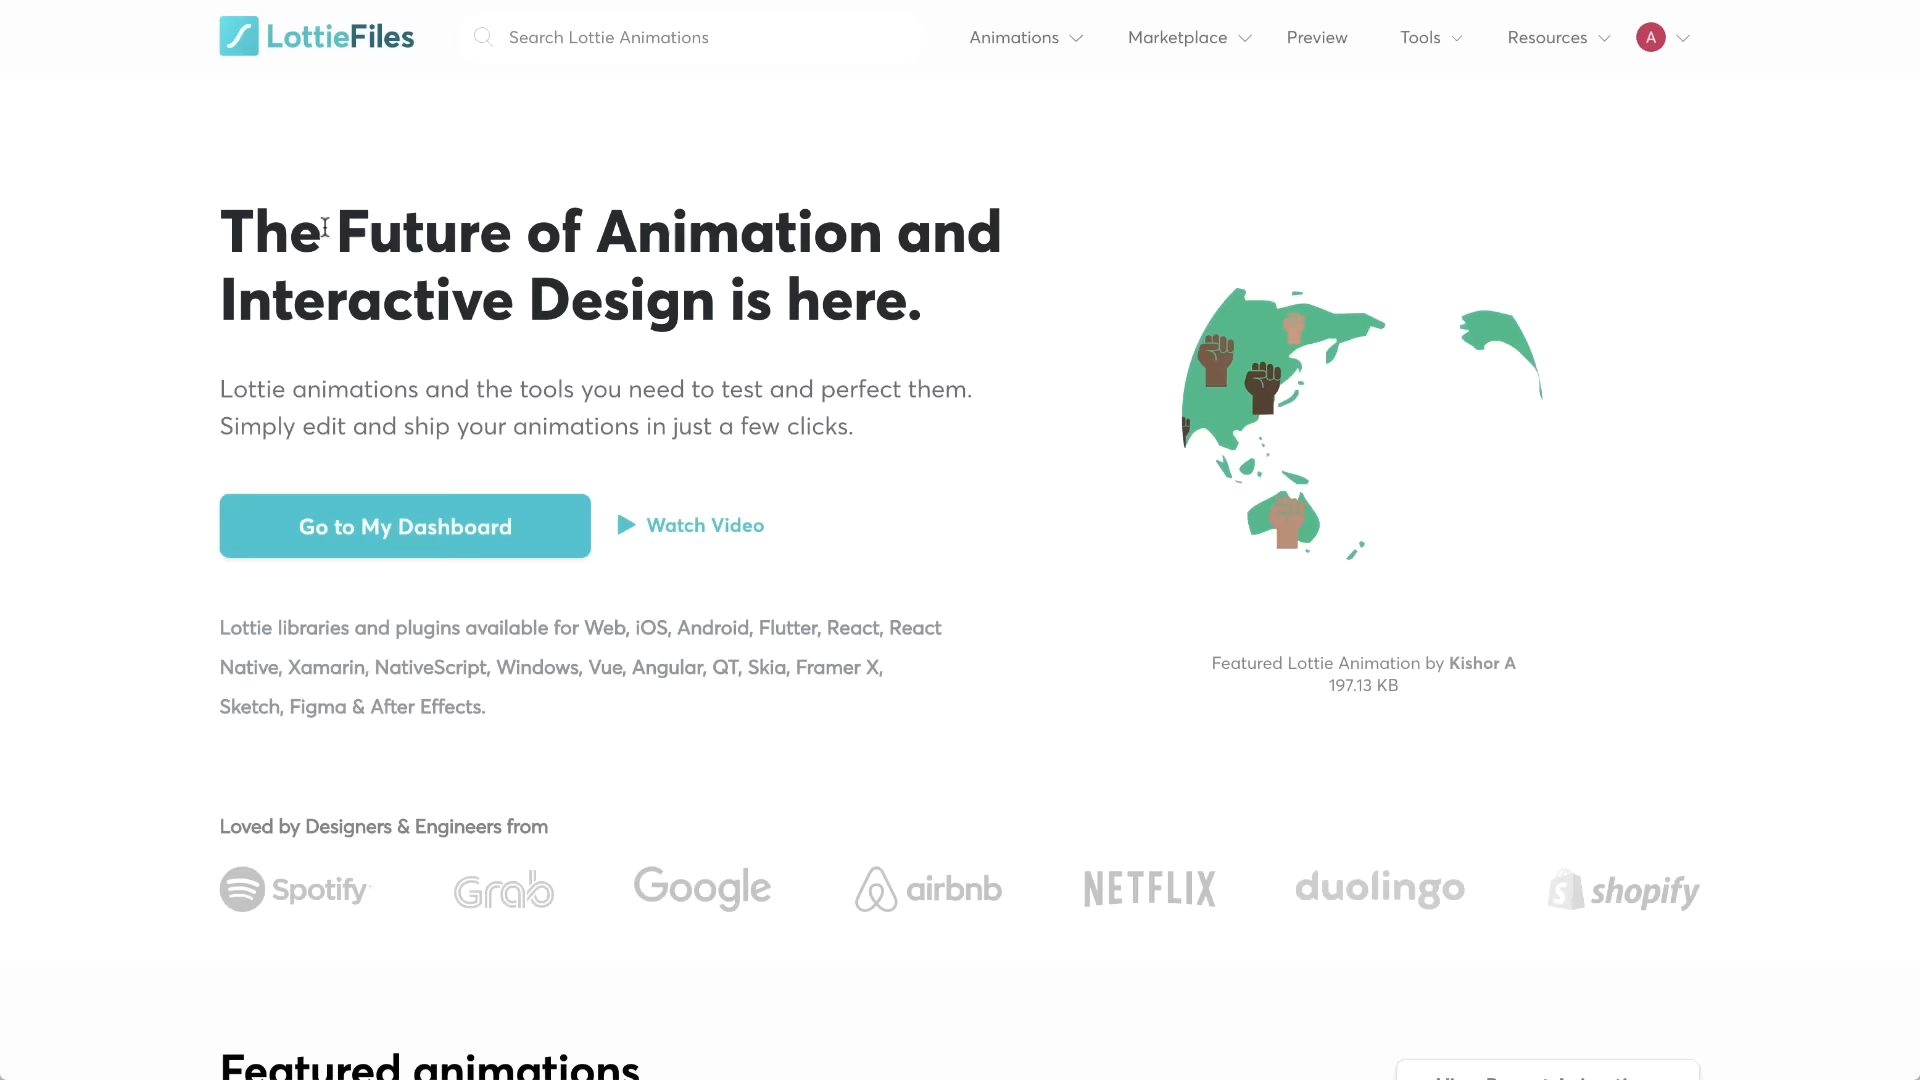 LottieFiles
Search Lottie Animations
Animations
Marketplace
Preview
Tools
Resources
A
The Future of Animation and
Interactive Design is here.
Lottie animations and the tools you need to test and perfect them.
Simply edit and ship your animations in just a few clicks.
Go to My Dashboard
Watch Video
Lottie libraries and plugins available for Web, iOS, Android, Flutter, React, React
Native, Xamarin, NativeScript, Windows, Vue, Angular, QT, Skia, Framer X,
Sketch, Figma & After Effects.
Featured Lottie Animation by Kishor A
197.13 KB
Loved by Designers & Engineers from
Spotify
Grab
Google
airbnb
NETFLIX
duolingo
shopify
Featured animations